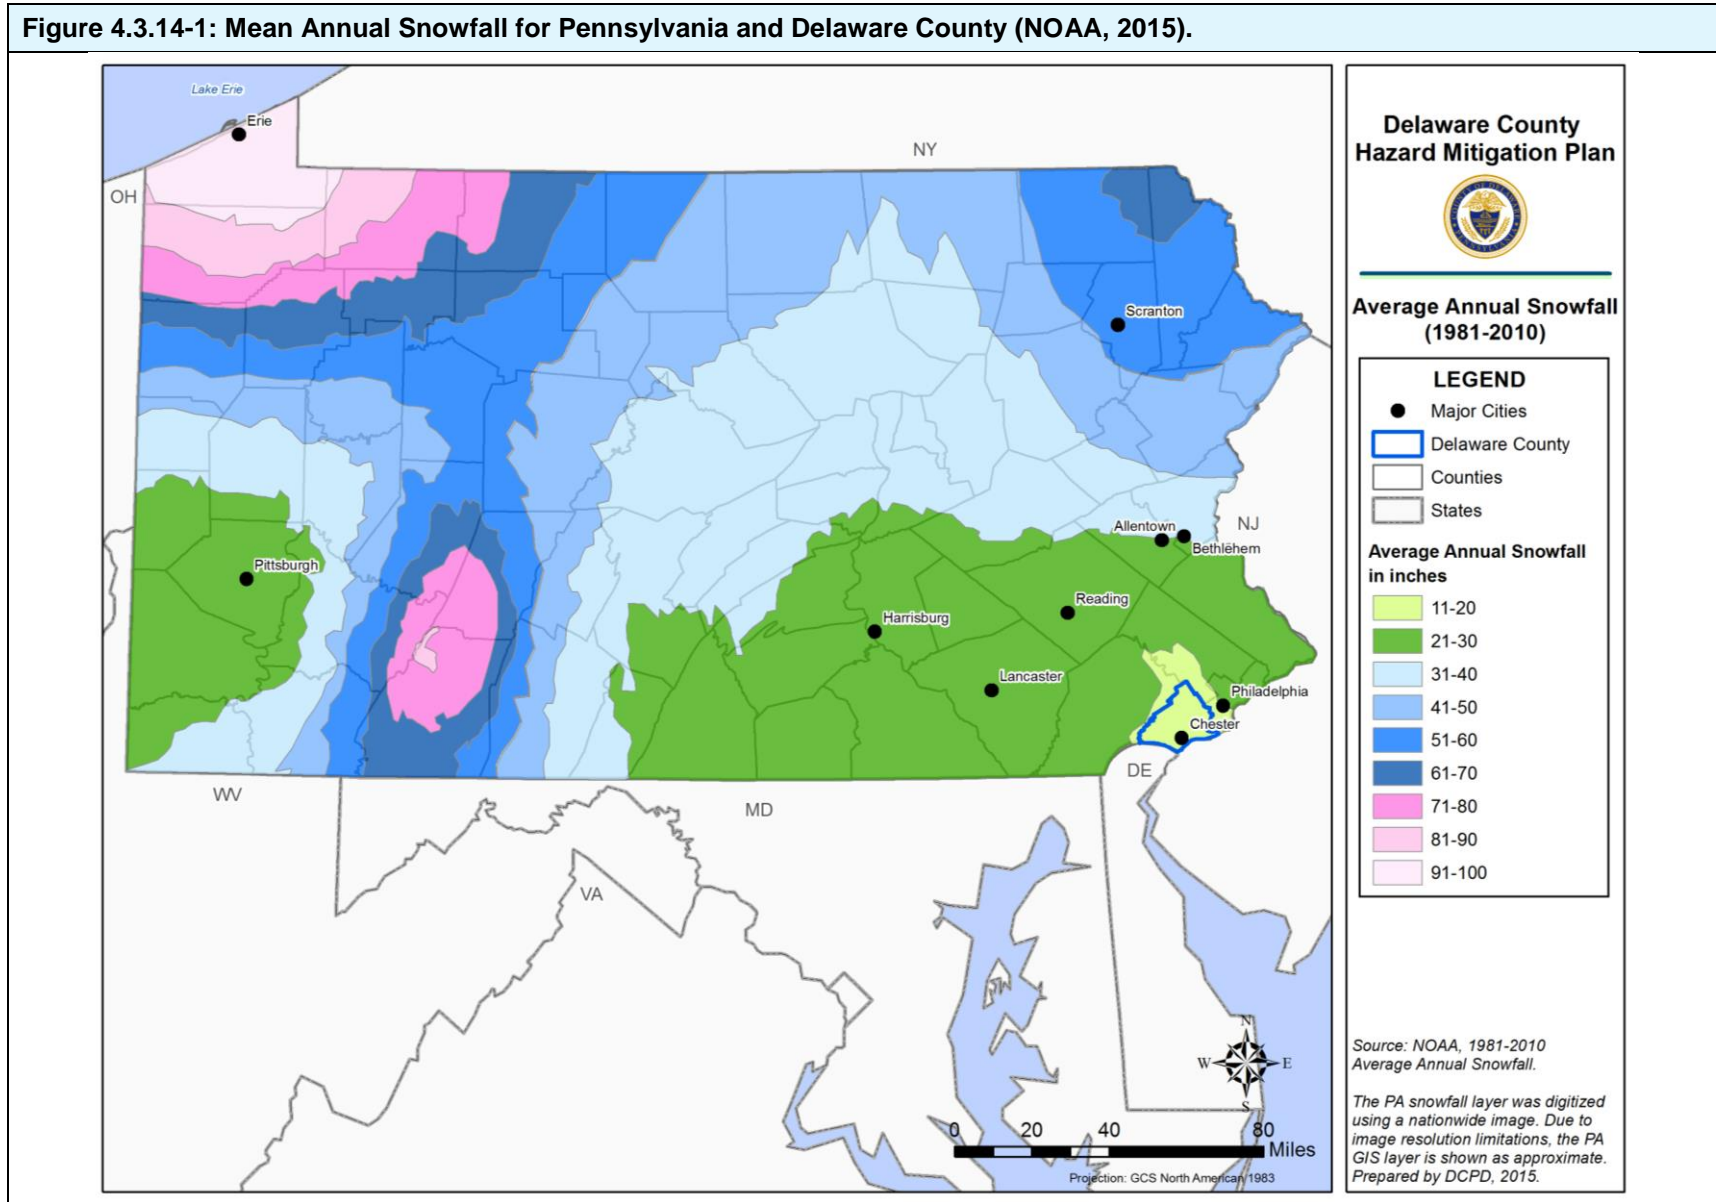 Figure 4.3.14-1: Mean Annual Snowfall for Pennsylvania and Delaware County (NOAA, 2015).
Lake Erie
Erie
NY
OH
Scranton
Allentown
Bethlehem
NJ
Pittsburgh
Reading
Harrisburg
Lancaster
Philadelphia
Chester
DE
WV
MD
VA
N
W
E
S
0 20 40 80
Miles
Projection: GCS North American 1983
Delaware County
Hazard Mitigation Plan
Average Annual Snowfall
(1981-2010)
LEGEND
Major Cities
Delaware County
Counties
States
Average Annual Snowfall
in inches
11-20
21-30
31-40
41-50
51-60
61-70
71-80
81-90
91-100
Source: NOAA, 1981-2010
Average Annual Snowfall.
The PA snowfall layer was digitized
using a nationwide image. Due to
image resolution limitations, the PA
GIS layer is shown as approximate.
Prepared by DCPD, 2015.